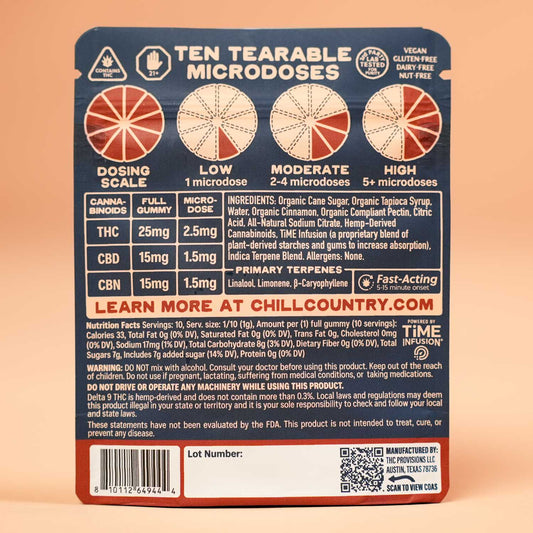 CONTAINS THC
21+
TEN TEARABLE
MICRODOSES
3RD PARTY
LAB
TESTED
FOR
PURITY
VEGAN
GLUTEN-FREE
DAIRY-FREE
NUT-FREE
DOSING
SCALE
LOW
1 microdose
MODERATE
2-4 microdoses
HIGH
5+ microdoses
CANNA-
BINOIDS
FULL
GUMMY
MICRO-
DOSE
THC 25mg 2.5mg
CBD 15mg 1.5mg
CBN 15mg 1.5mg
INGREDIENTS: Organic Cane Sugar, Organic Tapioca Syrup,
Water, Organic Cinnamon, Organic Compliant Pectin, Citric
Acid, All-Natural Sodium Citrate, Hemp-Derived
Cannabinoids, TiME Infusion (a proprietary blend of
plant-derived starches and gums to increase absorption).
Indica Terpene Blend. Allergens: None.
PRIMARY TERPENES
Linalool, Limonene, β-Caryophyllene
Fast-Acting
5-15 minute onset
LEARN MORE AT CHILLCOUNTRY.COM
Nutrition Facts Servings: 10, Serv. size: 1/10 (1g), Amount per (1) full gummy (10 servings):
Calories 33, Total Fat 0g (0% DV), Saturated Fat 0g (0% DV), Trans Fat 0g, Cholesterol 0mg
(0% DV), Sodium 17mg (1% DV), Total Carbohydrate 8g (3% DV), Dietary Fiber 0g (0% DV), Total
Sugars 7g, Includes 7g added sugar (14% DV), Protein 0g (0% DV)
POWERED BY
TiME
INFUSION
WARNING: DO NOT mix with alcohol. Consult your doctor before using this product. Keep out of the reach
of children. Do not use if pregnant, lactating, suffering from medical conditions, or taking medications.
DO NOT DRIVE OR OPERATE ANY MACHINERY WHILE USING THIS PRODUCT.
Delta 9 THC is hemp-derived and does not contain more than 0.3%. Local laws and regulations may deem
this product illegal in your state or territory and it is your sole responsibility to check and follow your local
and state laws.
These statements have not been evaluated by the FDA. This product is not intended to treat, cure, or
prevent any disease.
8 10112 64944 4
Lot Number:
MANUFACTURED BY:
THC PROVISIONS LLC
AUSTIN, TEXAS 78736
SCAN TO VIEW COAS